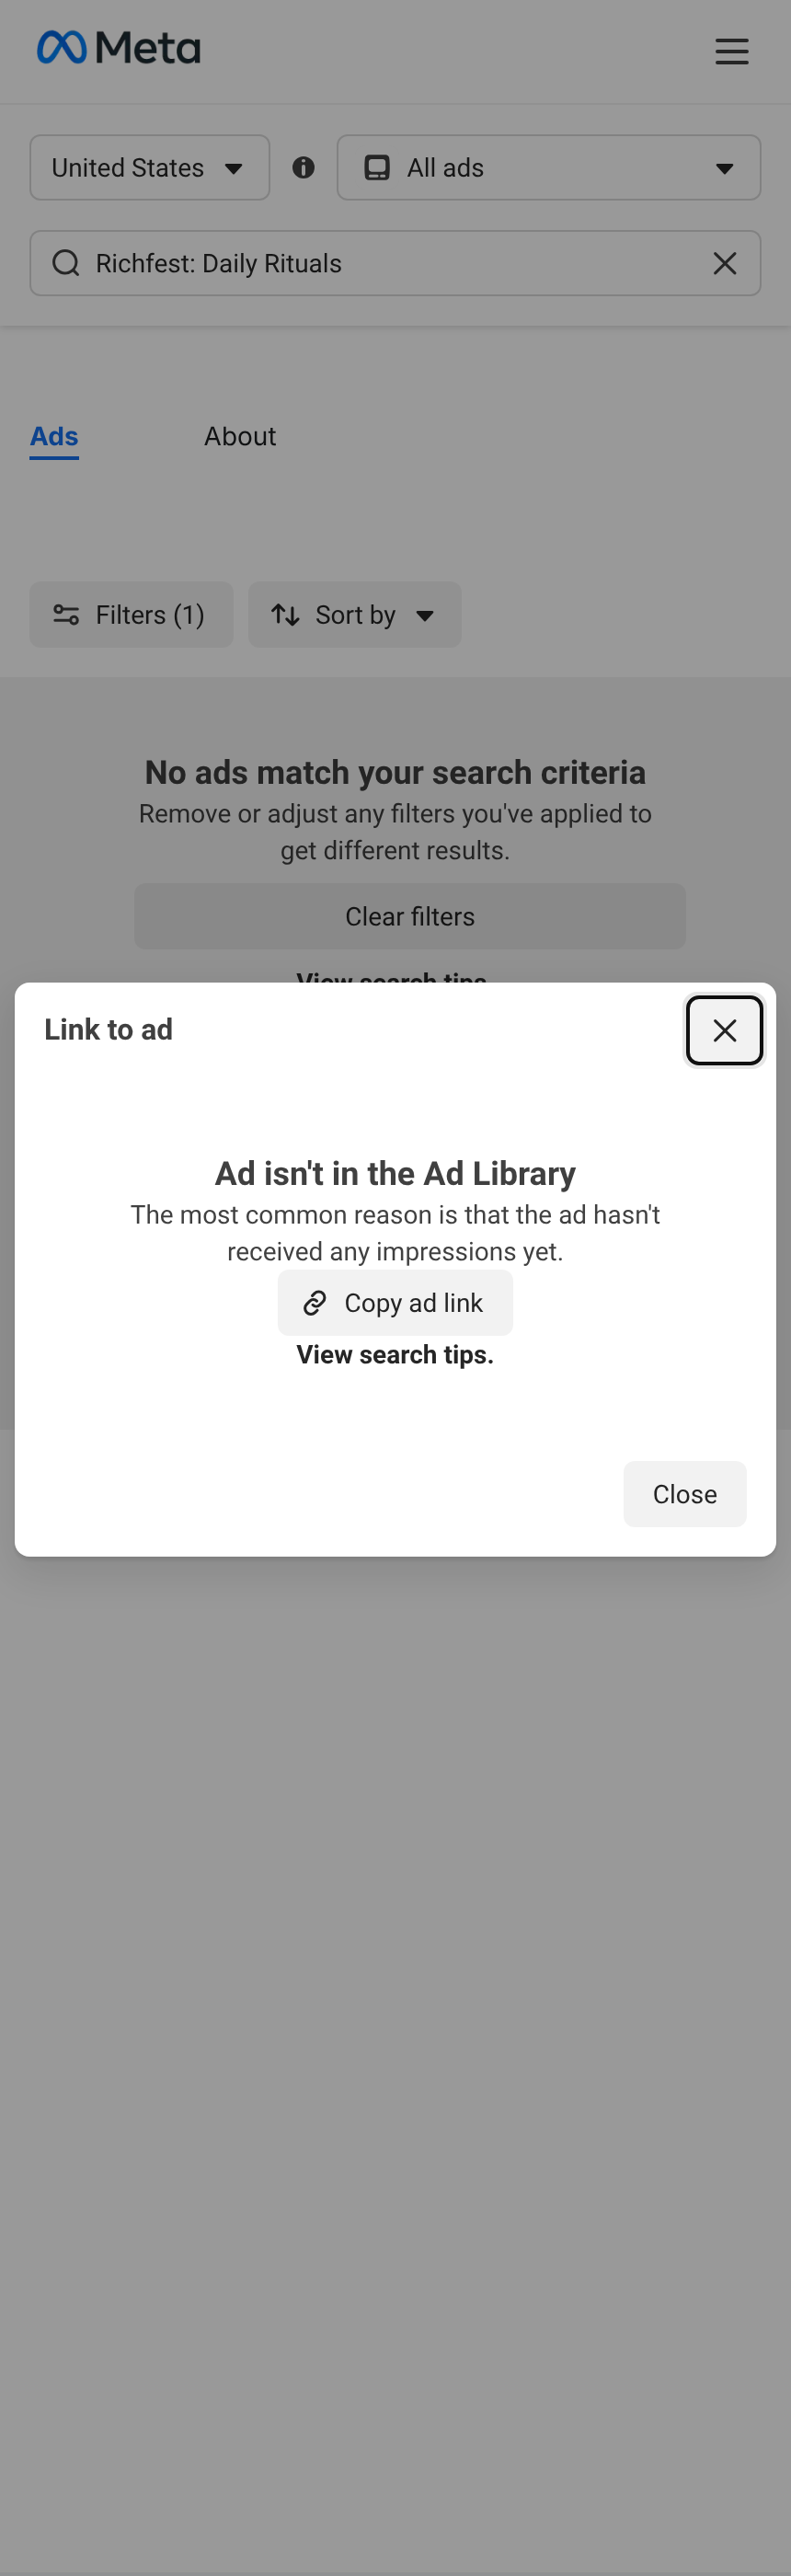 Meta
United States
All ads
Richfest: Daily Rituals
Ads
About
Filters (1)
Sort by
No ads match your search criteria
Remove or adjust any filters you've applied to
get different results.
Clear filters
View search tips
Link to ad
Ad isn't in the Ad Library
The most common reason is that the ad hasn't
received any impressions yet.
Copy ad link
View search tips.
Close